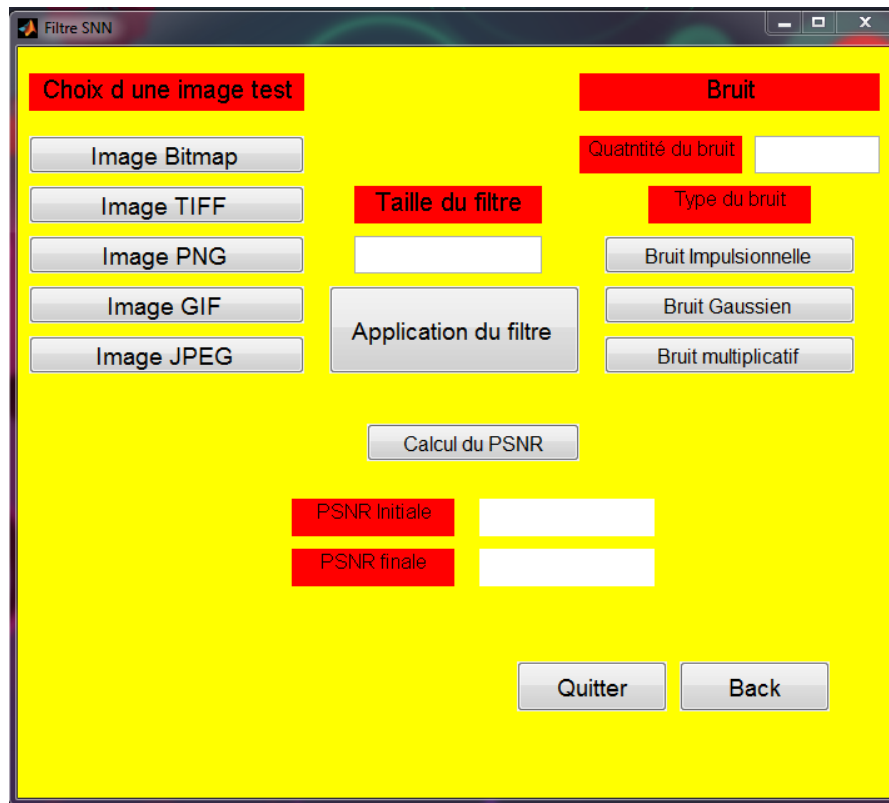 Filtre SNN
Choix d une image test
Bruit
Image Bitmap
Quatntité du bruit
Image TIFF
Taille du filtre
Type du bruit
Image PNG
Bruit Impulsionnelle
Image GIF
Application du filtre
Bruit Gaussien
Image JPEG
Bruit multiplicatif
Calcul du PSNR
PSNR Initiale
PSNR finale
Quitter
Back